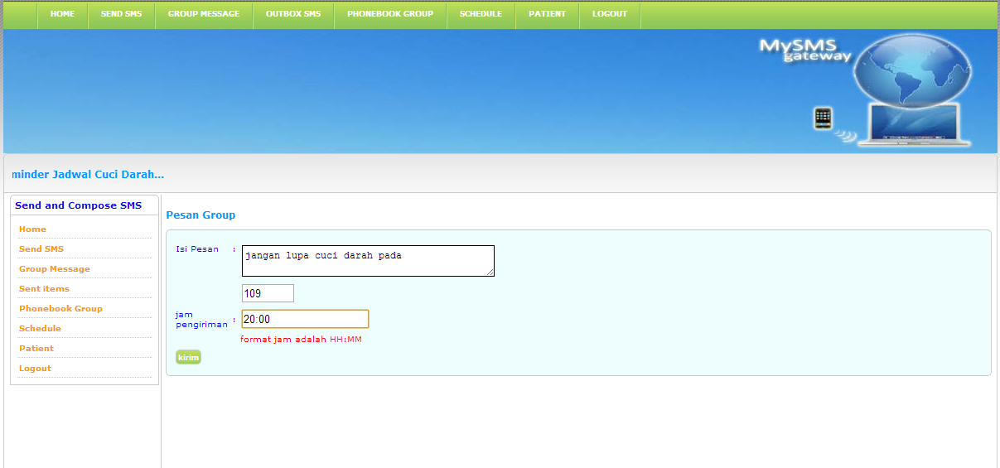 HOME SEND SMS GROUP MESSAGE OUTBOX SMS PHONEBOOK GROUP SCHEDULE PATIENT LOGOUT
MySMS
gateway
minder Jadwal Cuci Darah...
Send and Compose SMS
Home
Send SMS
Group Message
Sent items
Phonebook Group
Schedule
Patient
Logout
Pesan Group
Isi Pesan : jangan lupa cuci darah pada
109
jam
pengiriman : 20:00
format jam adalah HH:MM
kirim